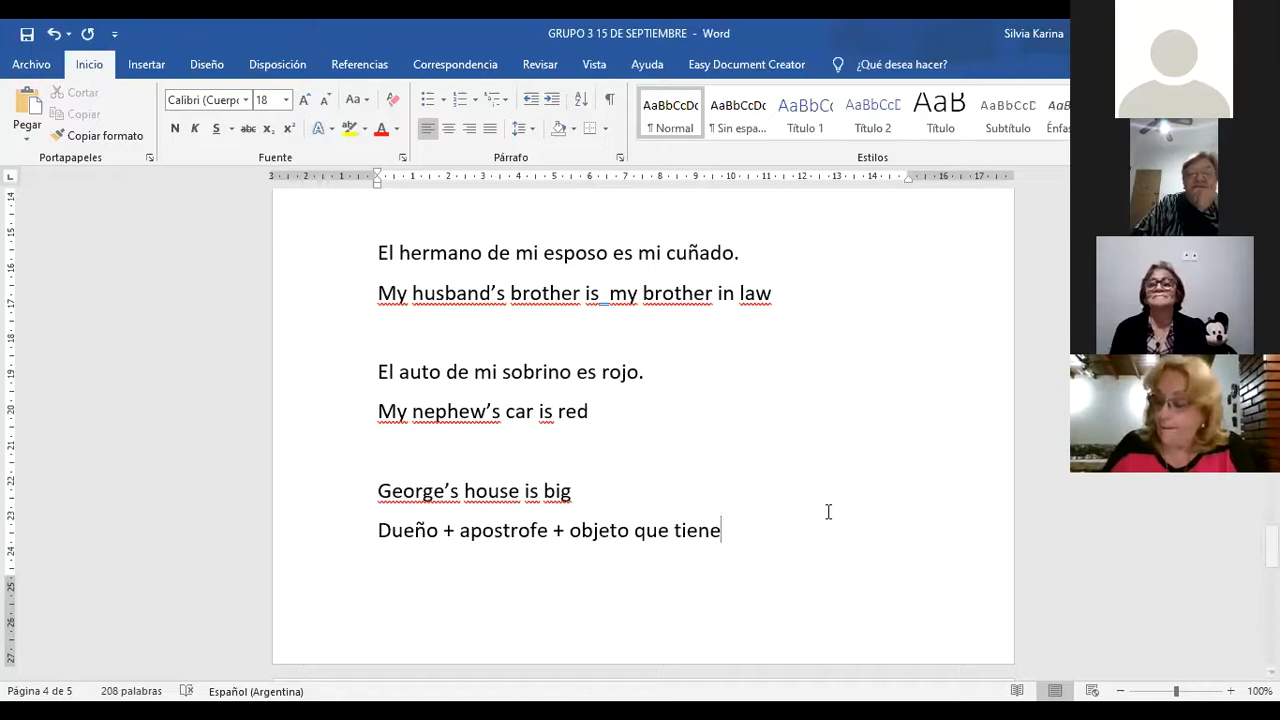 GRUPO 3 15 DE SEPTIEMBRE - Word
Silvia Karina
Archivo Inicio Insertar Diseño Disposición Referencias Correspondencia Revisar Vista Ayuda Easy Document Creator ¿Qué desea hacer?
Pegar
Cortar
Copiar
Copiar formato
Portapapeles
Calibri (Cuerpo 18
Fuente
Párrafo
AaBbCcDc AaBbCcDc AaBbCc AaBbCcD AaB AaBbCcD
¶ Normal ¶ Sin espa... Título 1 Título 2 Título Subtítulo Énfas
Estilos
El hermano de mi esposo es mi cuñado.
My husband’s brother is my brother in law
El auto de mi sobrino es rojo.
My nephew’s car is red
George’s house is big
Dueño + apostrofe + objeto que tiene
Página 4 de 5 208 palabras Español (Argentina) 100%